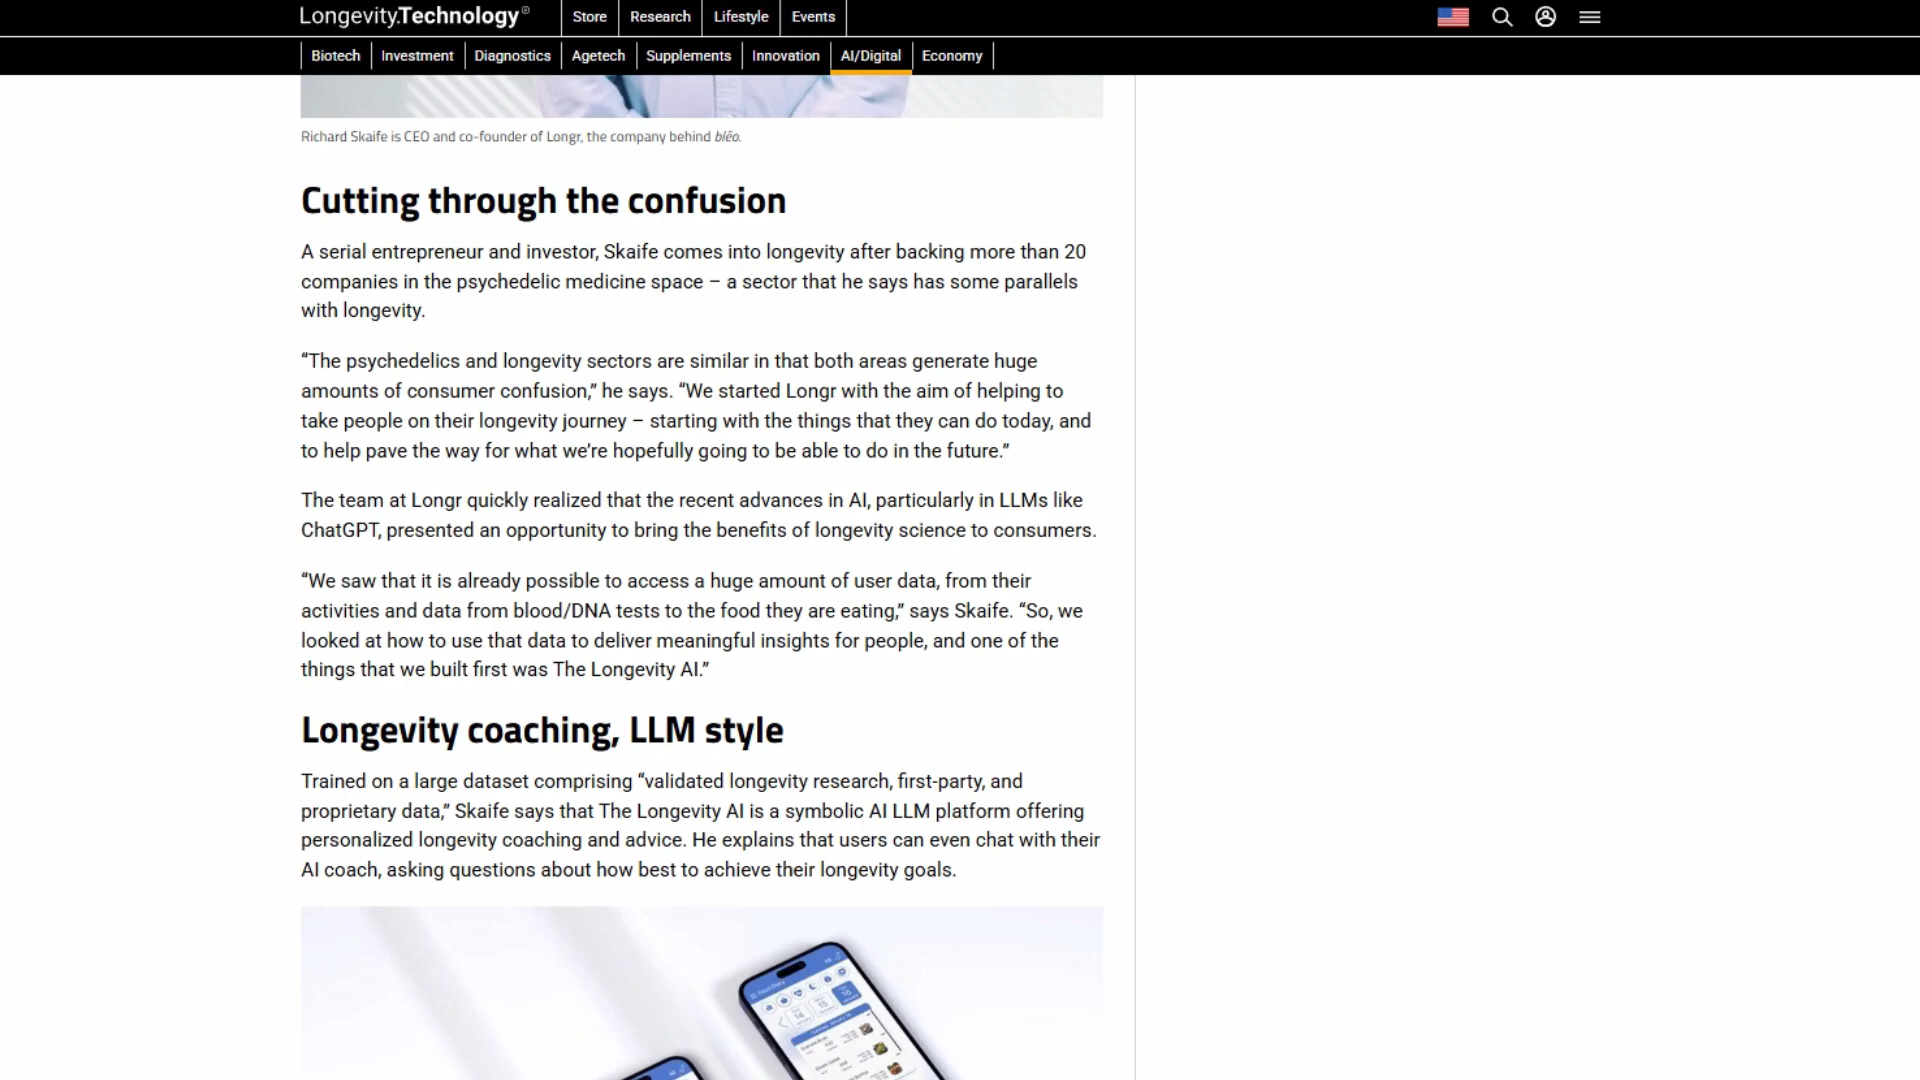 Longevity.Technology
Store
Research
Lifestyle
Events
Biotech
Investment
Diagnostics
Agetech
Supplements
Innovation
AI/Digital
Economy
Richard Skaife is CEO and co-founder of Longr, the company behind blēo.
Cutting through the confusion
A serial entrepreneur and investor, Skaife comes into longevity after backing more than 20
companies in the psychedelic medicine space – a sector that he says has some parallels
with longevity.
“The psychedelics and longevity sectors are similar in that both areas generate huge
amounts of consumer confusion,” he says. “We started Longr with the aim of helping to
take people on their longevity journey – starting with the things that they can do today, and
to help pave the way for what we’re hopefully going to be able to do in the future.”
The team at Longr quickly realized that the recent advances in AI, particularly in LLMs like
ChatGPT, presented an opportunity to bring the benefits of longevity science to consumers.
“We saw that it is already possible to access a huge amount of user data, from their
activities and data from blood/DNA tests to the food they are eating,” says Skaife. “So, we
looked at how to use that data to deliver meaningful insights for people, and one of the
things that we built first was The Longevity AI.”
Longevity coaching, LLM style
Trained on a large dataset comprising “validated longevity research, first-party, and
proprietary data,” Skaife says that The Longevity AI is a symbolic AI LLM platform offering
personalized longevity coaching and advice. He explains that users can even chat with their
AI coach, asking questions about how best to achieve their longevity goals.
14
15
16